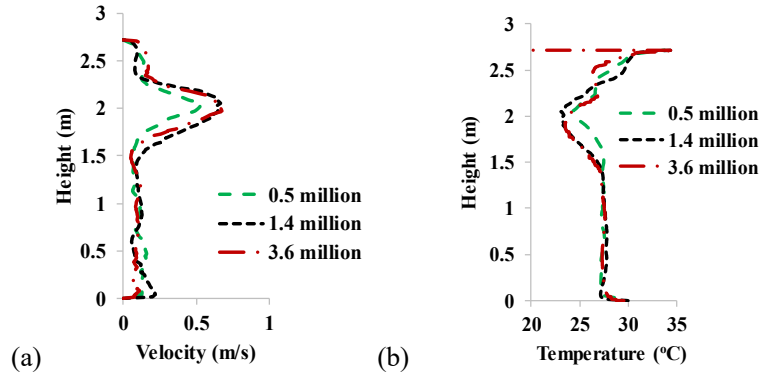 3
2.5
2
1.5
1
0.5
0
Height (m)
0.5 million
1.4 million
3.6 million
0 0.5 1
Velocity (m/s)
(a)
3
2.5
2
1.5
1
0.5
0
Height (m)
0.5 million
1.4 million
3.6 million
20 25 30 35
Temperature (ºC)
(b)